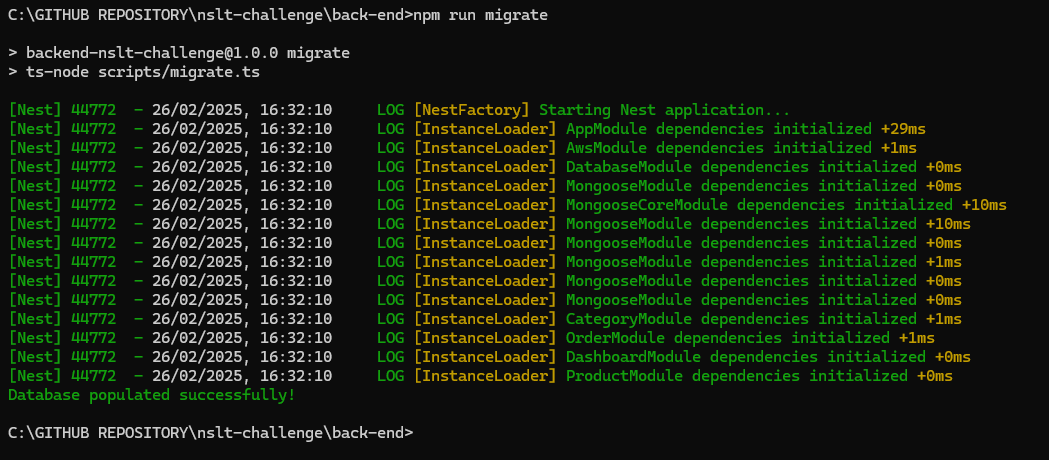 C:\GITHUB REPOSITORY\nslt-challenge\back-end>npm run migrate
> backend-nslt-challenge@1.0.0 migrate
> ts-node scripts/migrate.ts
[Nest] 44772  - 26/02/2025, 16:32:10     LOG [NestFactory] Starting Nest application...
[Nest] 44772  - 26/02/2025, 16:32:10     LOG [InstanceLoader] AppModule dependencies initialized +29ms
[Nest] 44772  - 26/02/2025, 16:32:10     LOG [InstanceLoader] AwsModule dependencies initialized +1ms
[Nest] 44772  - 26/02/2025, 16:32:10     LOG [InstanceLoader] DatabaseModule dependencies initialized +0ms
[Nest] 44772  - 26/02/2025, 16:32:10     LOG [InstanceLoader] MongooseModule dependencies initialized +0ms
[Nest] 44772  - 26/02/2025, 16:32:10     LOG [InstanceLoader] MongooseCoreModule dependencies initialized +10ms
[Nest] 44772  - 26/02/2025, 16:32:10     LOG [InstanceLoader] MongooseModule dependencies initialized +10ms
[Nest] 44772  - 26/02/2025, 16:32:10     LOG [InstanceLoader] MongooseModule dependencies initialized +0ms
[Nest] 44772  - 26/02/2025, 16:32:10     LOG [InstanceLoader] MongooseModule dependencies initialized +1ms
[Nest] 44772  - 26/02/2025, 16:32:10     LOG [InstanceLoader] MongooseModule dependencies initialized +0ms
[Nest] 44772  - 26/02/2025, 16:32:10     LOG [InstanceLoader] MongooseModule dependencies initialized +0ms
[Nest] 44772  - 26/02/2025, 16:32:10     LOG [InstanceLoader] CategoryModule dependencies initialized +1ms
[Nest] 44772  - 26/02/2025, 16:32:10     LOG [InstanceLoader] OrderModule dependencies initialized +1ms
[Nest] 44772  - 26/02/2025, 16:32:10     LOG [InstanceLoader] DashboardModule dependencies initialized +0ms
[Nest] 44772  - 26/02/2025, 16:32:10     LOG [InstanceLoader] ProductModule dependencies initialized +0ms
Database populated successfully!
C:\GITHUB REPOSITORY\nslt-challenge\back-end>